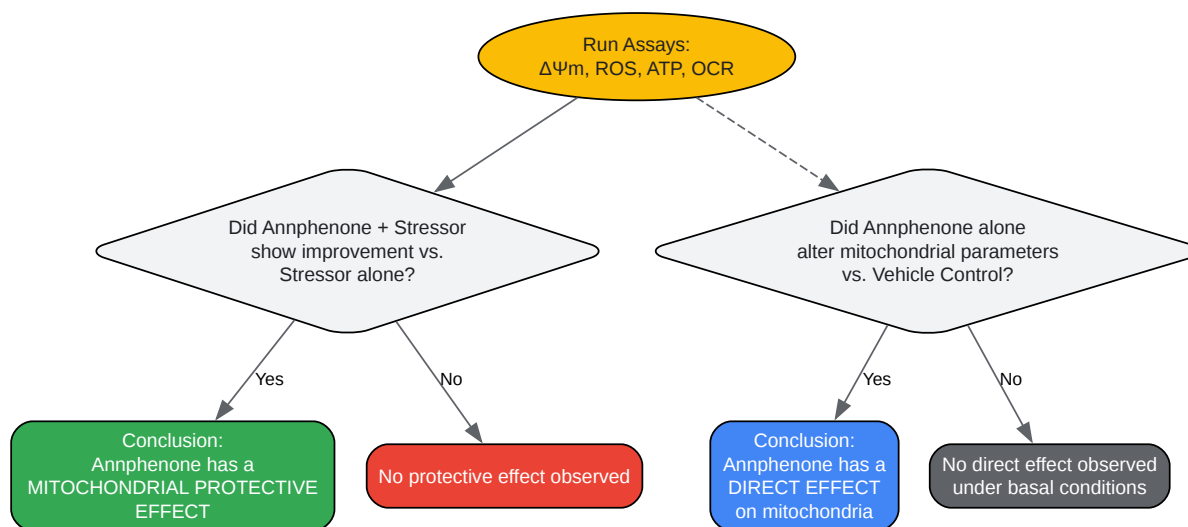 Run Assays:
ΔΨm, ROS, ATP, OCR
Did Annphenone + Stressor
show improvement vs.
Stressor alone?
Did Annphenone alone
alter mitochondrial parameters
vs. Vehicle Control?
Yes
No
Yes
No
Conclusion:
Annphenone has a
MITOCHONDRIAL PROTECTIVE
EFFECT
No protective effect observed
Conclusion:
Annphenone has a
DIRECT EFFECT
on mitochondria
No direct effect observed
under basal conditions